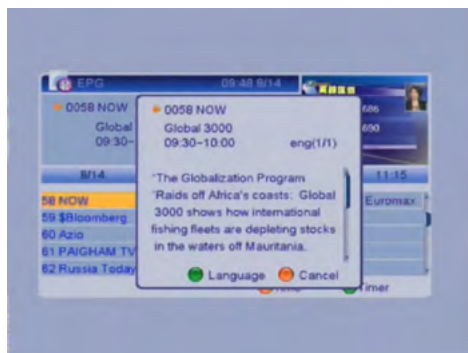 EPG 09:48 9/14
0058 NOW
Global
09:30-
686
690
8/14
11:15
58 NOW
59 $Bloomberg
60 Azio
61 PAIGHAM TV
62 Russia Today
Euromax
Timer
0058 NOW
Global 3000
09:30-10:00 eng(1/1)
"The Globalization Program
"Raids off Africa's coasts: Global
3000 shows how international
fishing fleets are depleting stocks
in the waters off Mauritania.
Language Cancel